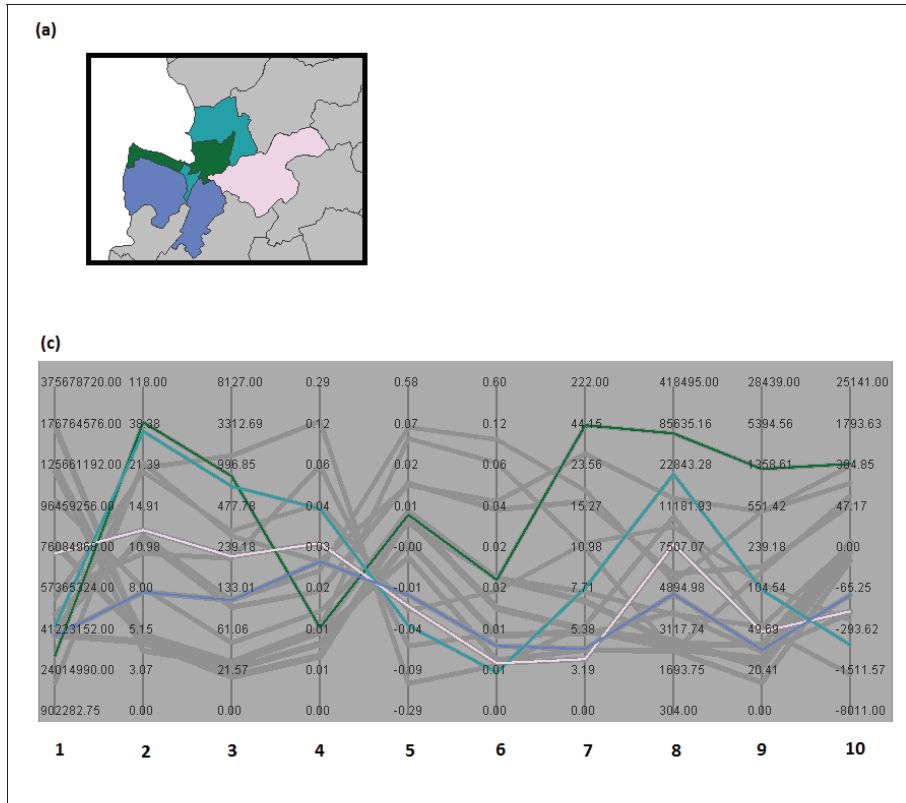 (a)
(c)
375678720.00 118.00 8127.00 0.29 0.58 0.60 222.00 418495.00 28439.00 25141.00
176764576.00 38.38 3312.69 0.12 0.07 0.12 44.15 85635.16 5394.56 1793.63
125661192.00 21.39 996.85 0.06 0.02 0.06 23.56 22843.28 1358.61 384.85
96459256.00 14.91 477.78 0.04 0.01 0.04 15.27 11181.93 551.42 47.17
76084368.00 10.98 239.18 0.03 -0.00 0.02 10.98 7507.07 239.18 0.00
57365324.00 8.00 133.01 0.02 -0.01 0.02 7.71 4894.98 104.54 -65.25
41223152.00 5.15 61.06 0.01 -0.04 0.01 5.38 3117.74 49.69 -293.62
24014990.00 3.07 21.57 0.01 -0.09 0.01 3.19 1693.75 20.41 -1511.57
902282.75 0.00 0.00 0.00 -0.29 0.00 0.00 304.00 0.00 -8011.00
1 2 3 4 5 6 7 8 9 10